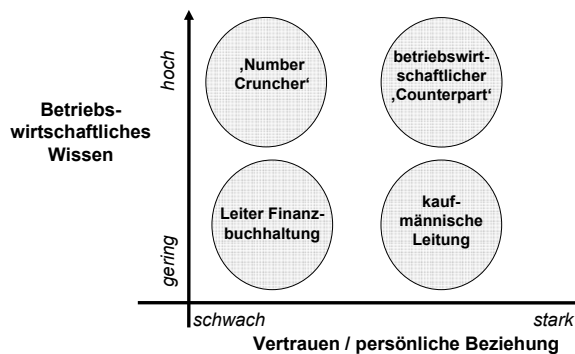 hoch
‚Number
Cruncher‘
betriebswirt-
schaftlicher
‚Counterpart‘
Betriebs-
wirtschaftliches
Wissen
gering
Leiter Finanz-
buchhaltung
kauf-
männische
Leitung
schwach
stark
Vertrauen / persönliche Beziehung